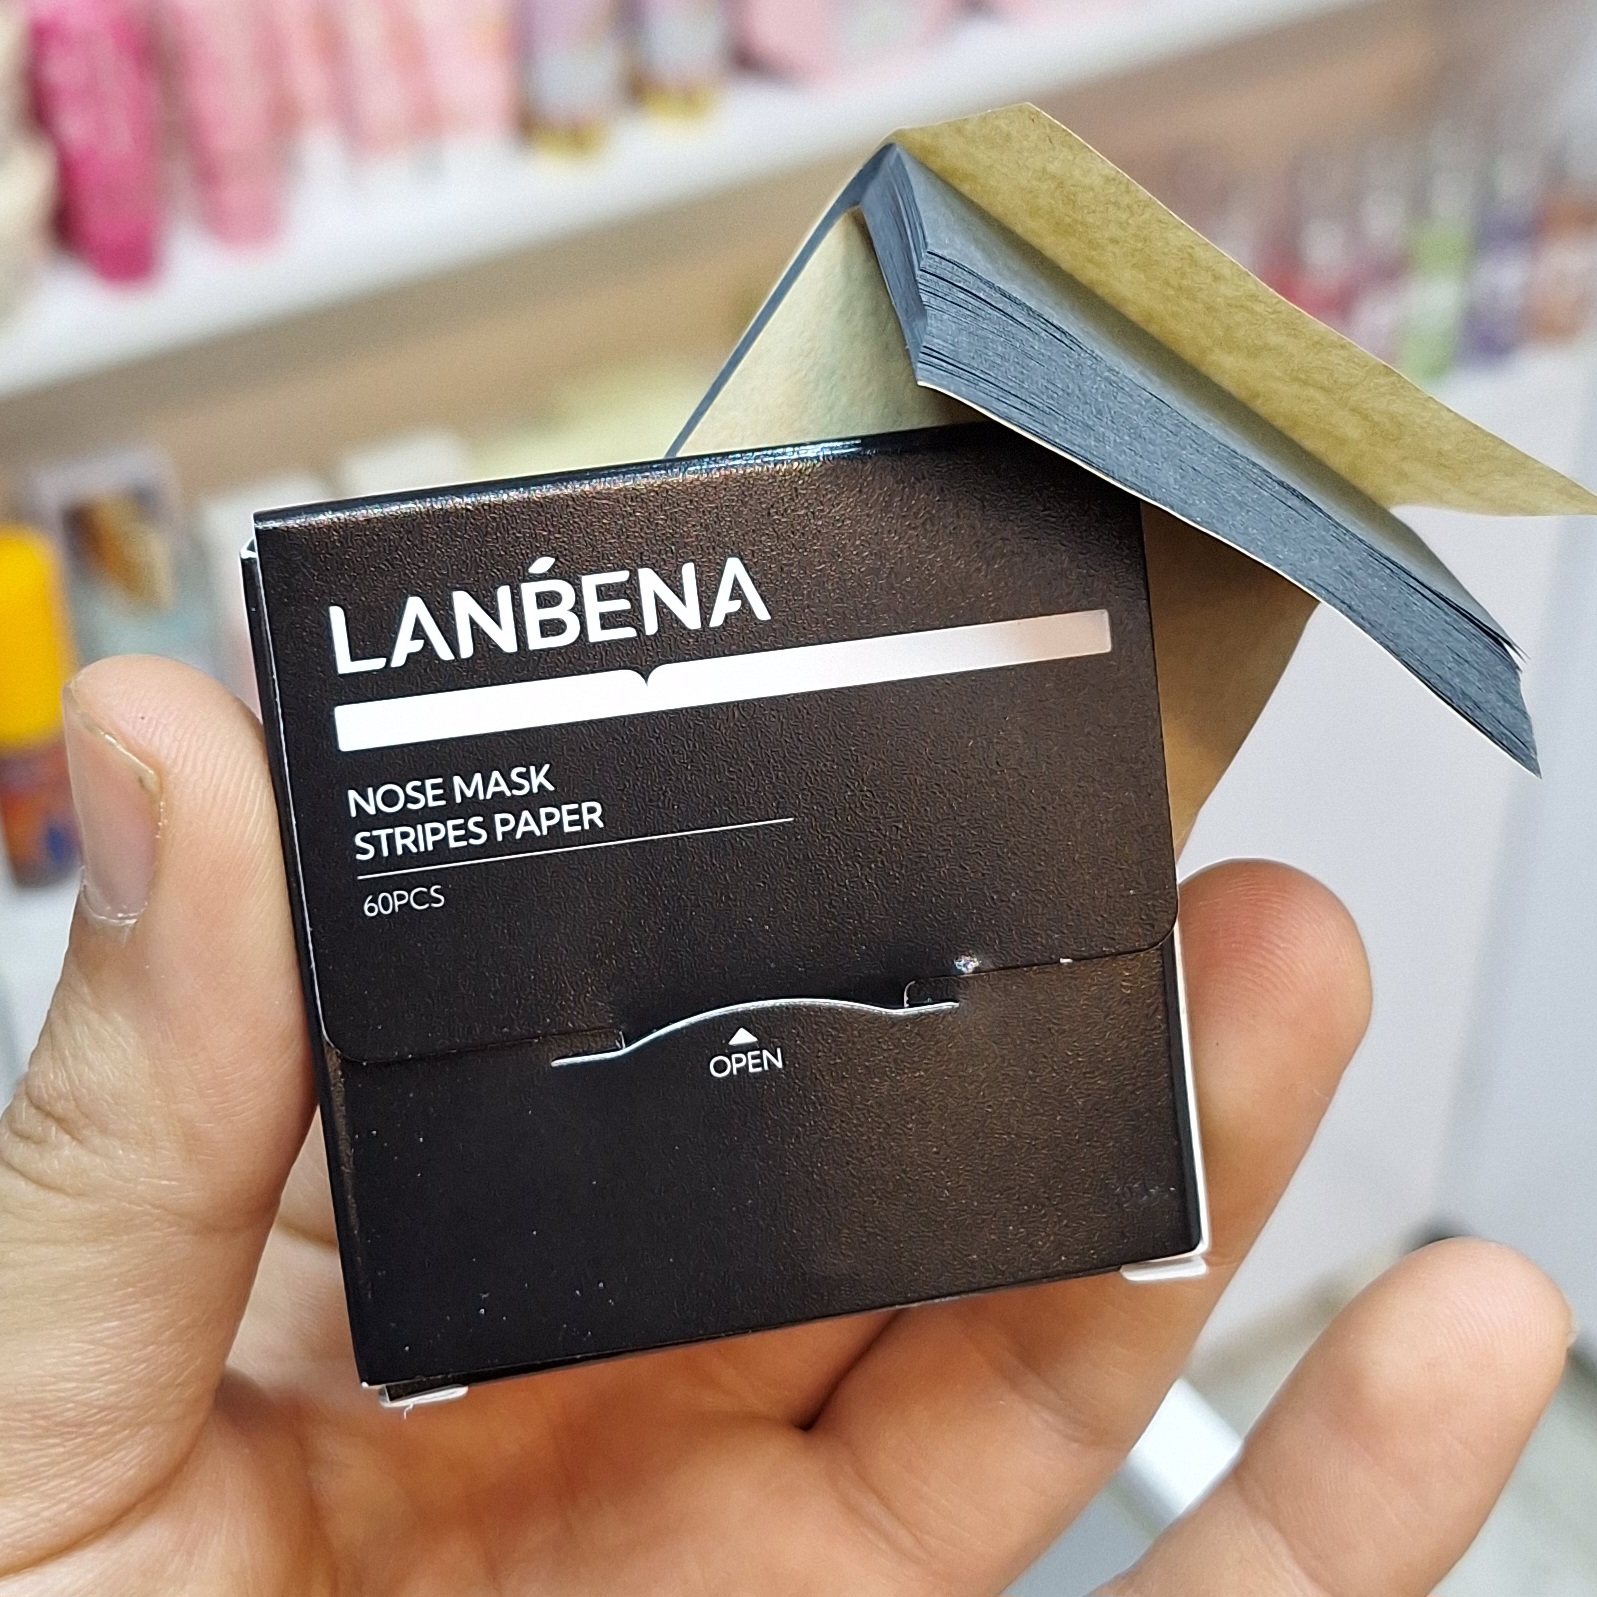 LANBENA
NOSE MASK
STRIPES PAPER
60PCS
OPEN